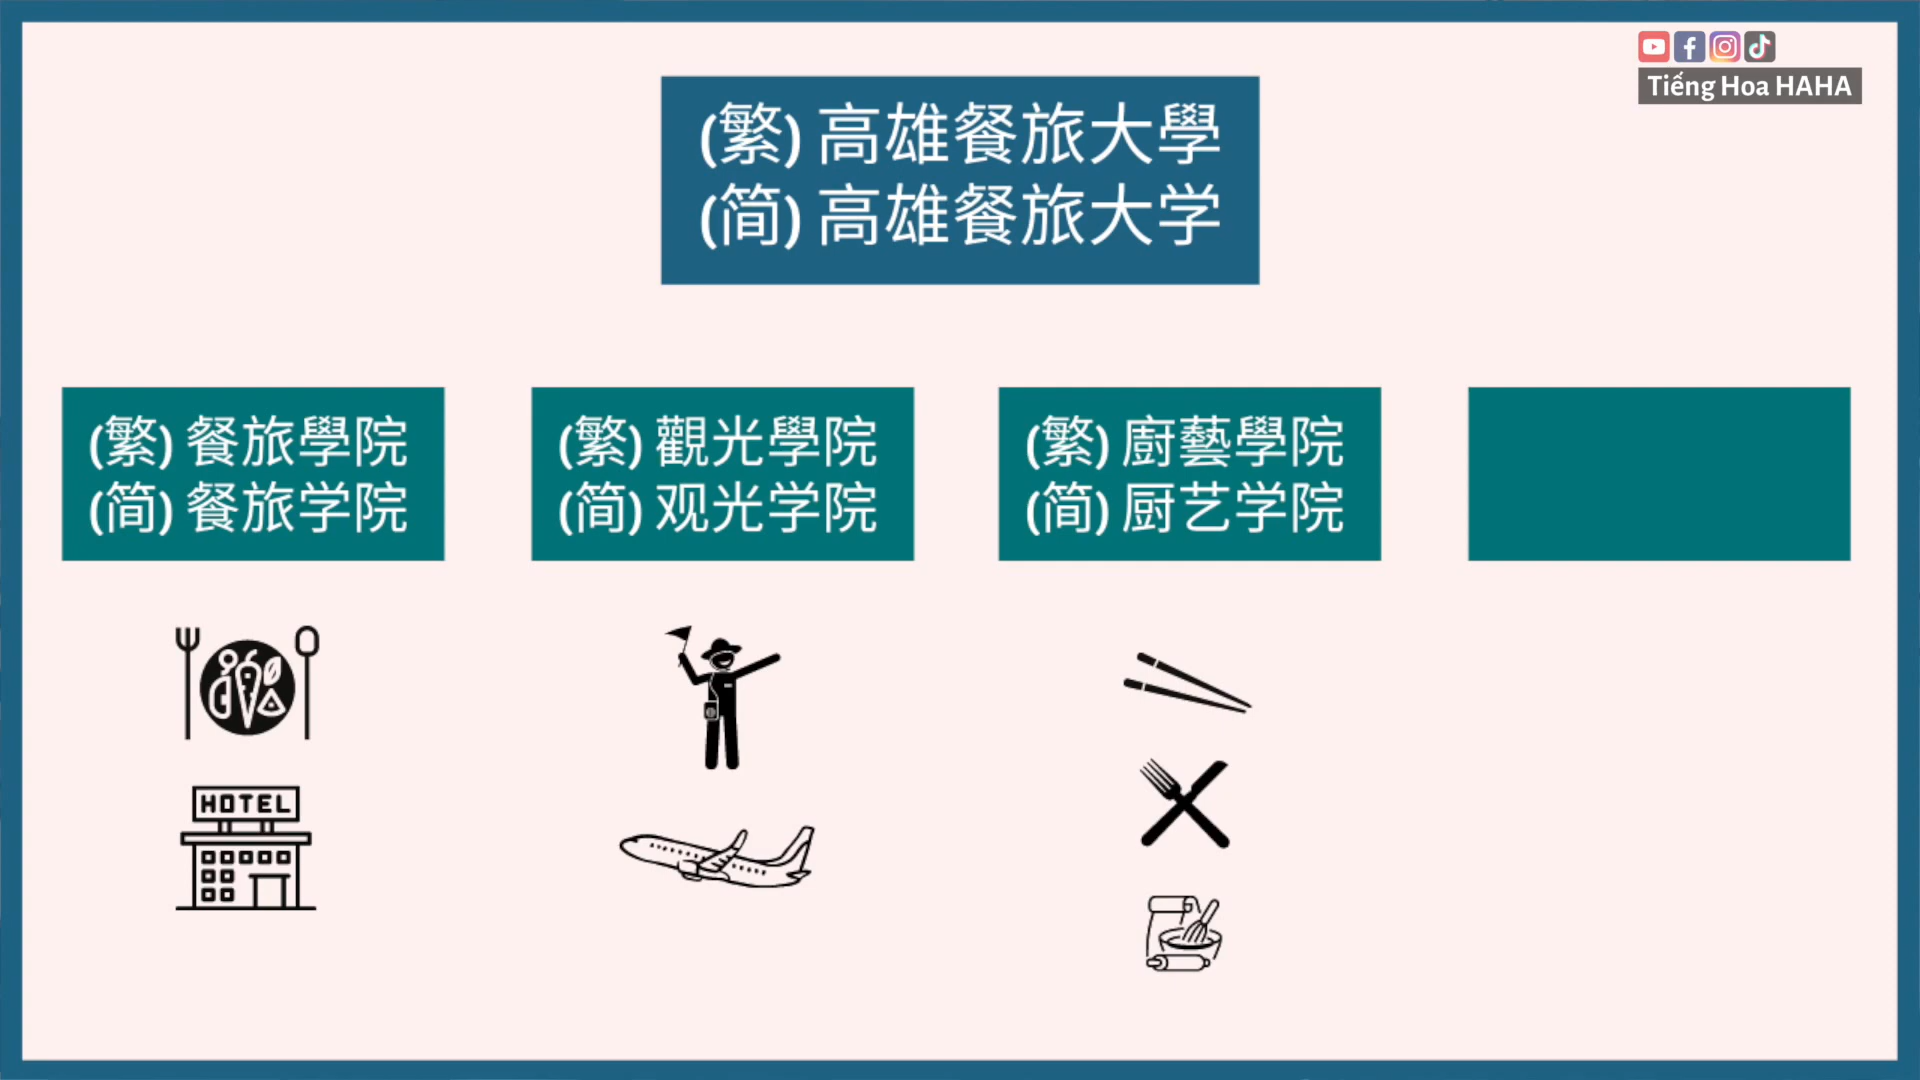 Tiếng Hoa HAHA
(繁) 高雄餐旅大學
(简) 高雄餐旅大学
(繁) 餐旅學院
(简) 餐旅学院
(繁) 觀光學院
(简) 观光学院
(繁) 廚藝學院
(简) 厨艺学院
HOTEL